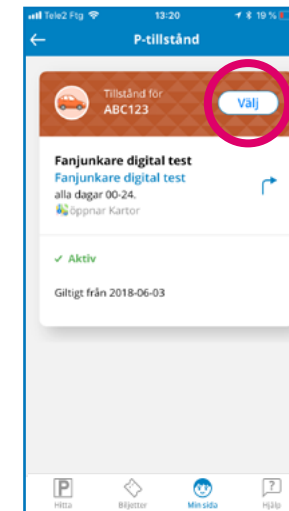 Tele2 Ftg 13:20 19 %
P-tillstånd
Tillstånd för
ABC123
Välj
Fanjunkare digital test
Fanjunkare digital test
alla dagar 00-24.
öppnar Kartor
✓ Aktiv
Giltigt från 2018-06-03
P ?
Hitta Biljetter Min sida Hjälp